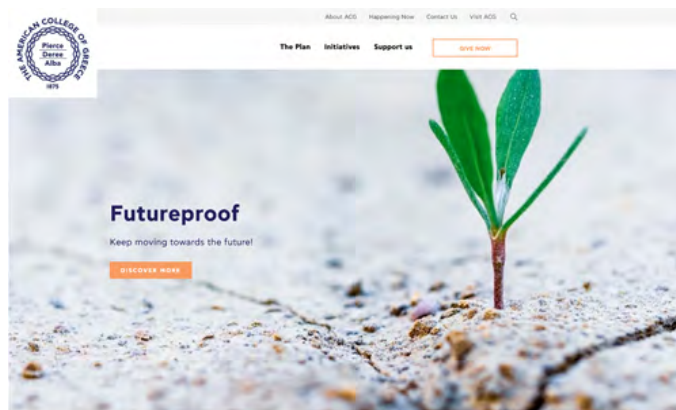 About ACG Happening Now Contact Us Visit ACG
THE AMERICAN COLLEGE OF GREECE
Pierce
Deree
Alba
1875
The Plan Initiatives Support us GIVE NOW
Futureproof
Keep moving towards the future!
DISCOVER MORE